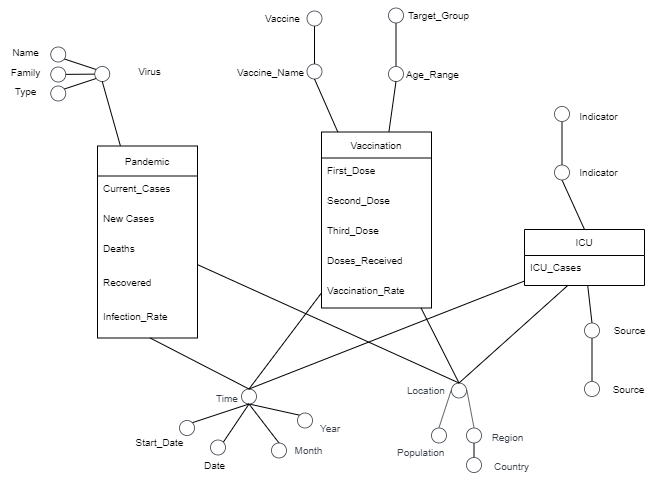 Name
Family
Type
Virus
Vaccine
Vaccine_Name
Target_Group
Age_Range
Indicator
Indicator
Pandemic
Current_Cases
New Cases
Deaths
Recovered
Infection_Rate
Vaccination
First_Dose
Second_Dose
Third_Dose
Doses_Received
Vaccination_Rate
ICU
ICU_Cases
Source
Source
Time
Start_Date
Date
Month
Year
Location
Population
Region
Country